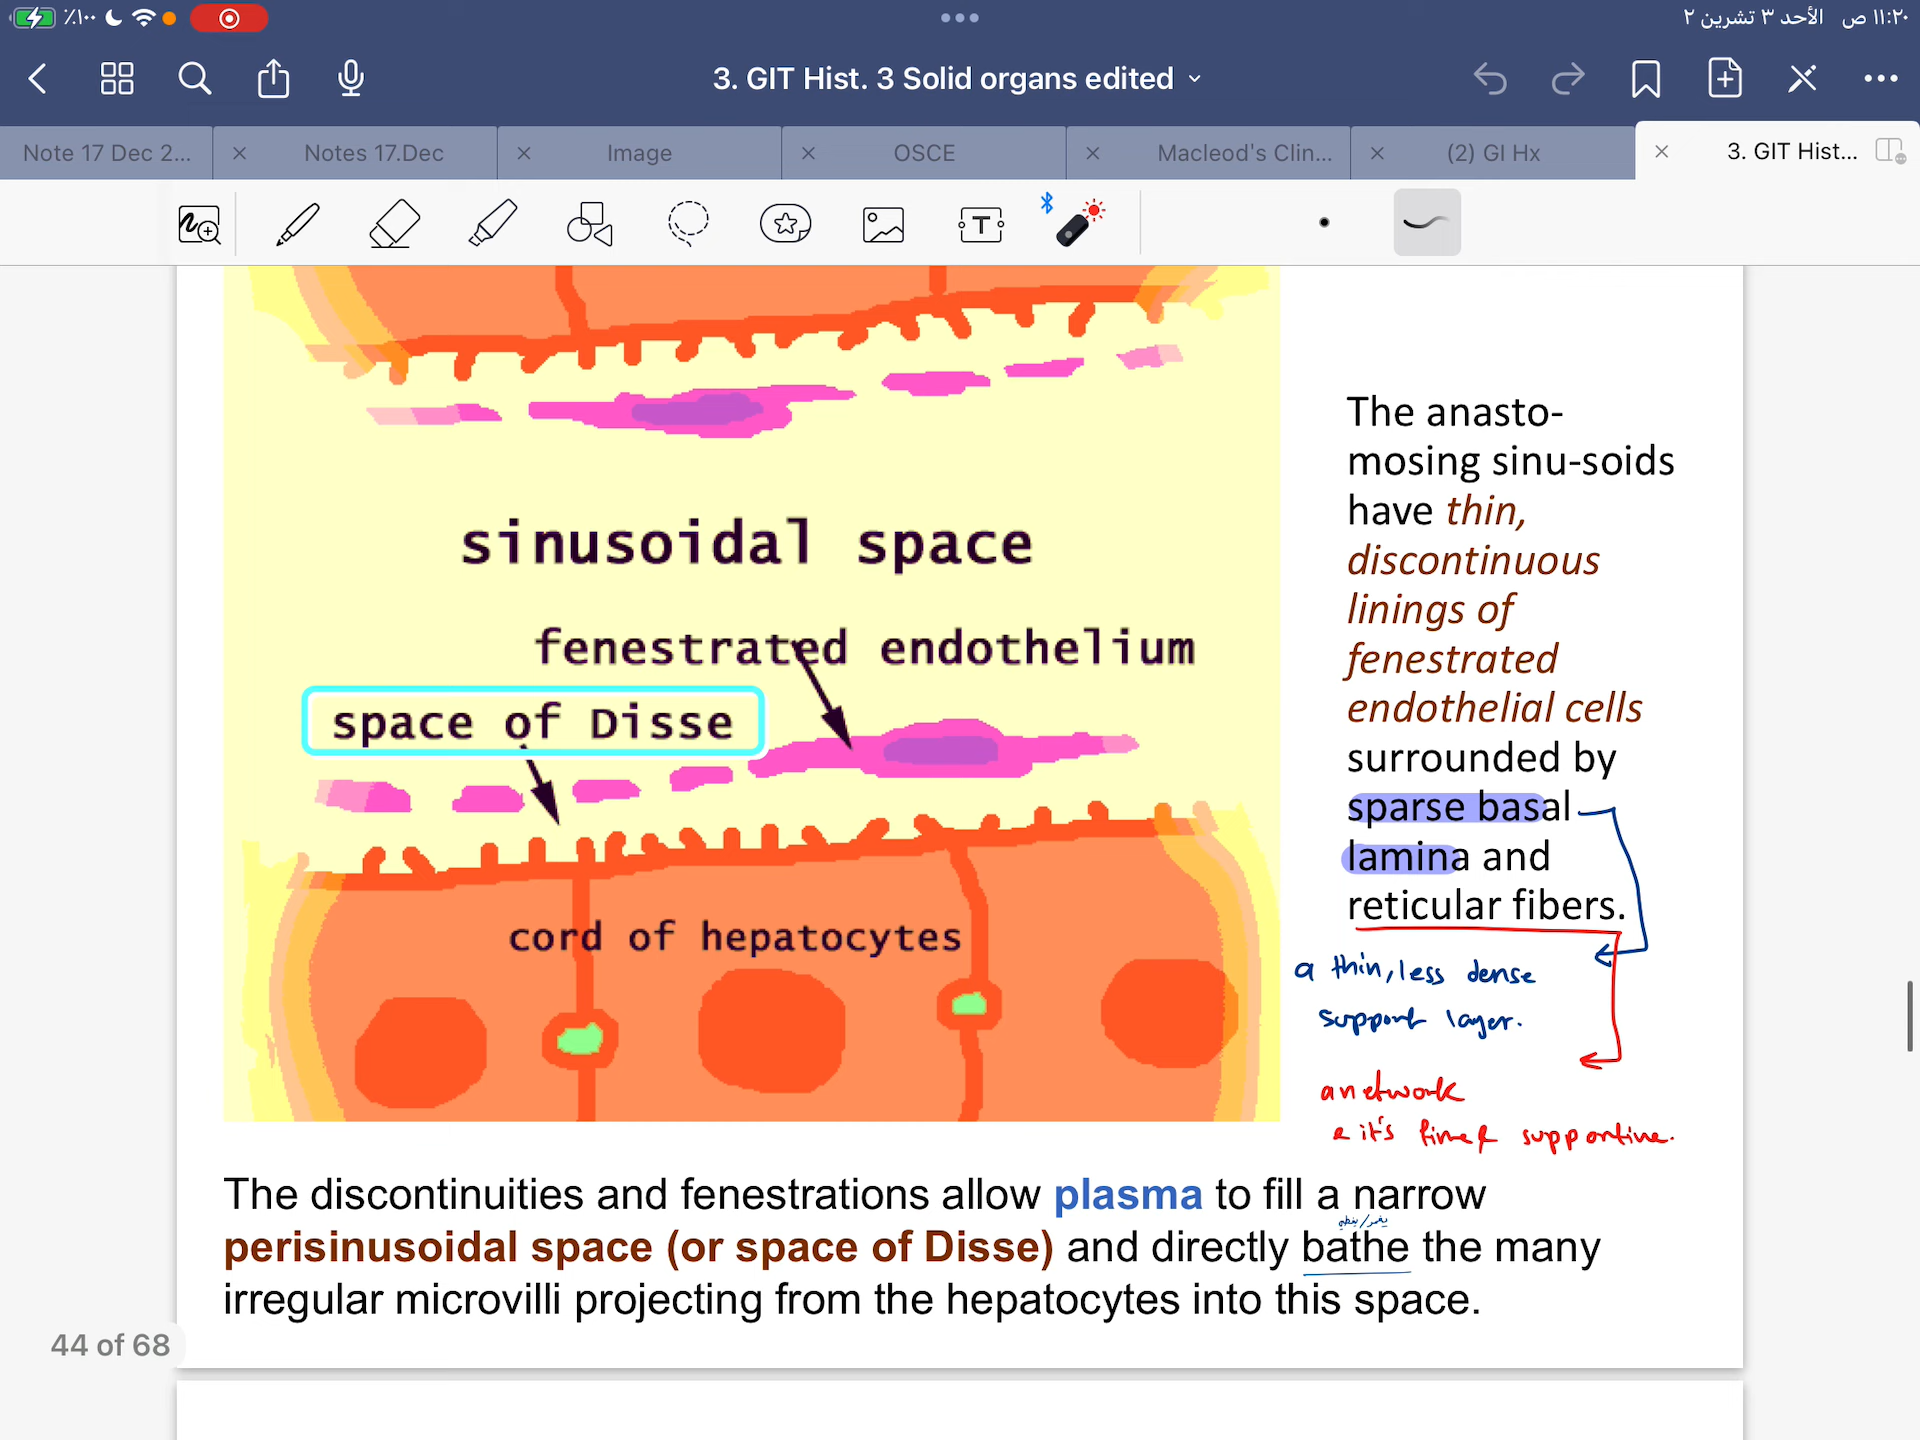 ٪١٠٠
الأحد ٣ تشرين ٢ ١١:٢٠ ص
3. GIT Hist. 3 Solid organs edited
Note 17 Dec 2...
Notes 17.Dec
Image
OSCE
Macleod's Clin...
(2) GI Hx
3. GIT Hist...
sinusoidal space
fenestrated endothelium
space of Disse
cord of hepatocytes
The anasto-
mosing sinu-soids
have thin,
discontinuous
linings of
fenestrated
endothelial cells
surrounded by
sparse basal
lamina and
reticular fibers.
a thin, less dense
support layer.
a network
it's fine & supportive.
The discontinuities and fenestrations allow plasma to fill a narrow
perisinusoidal space (or space of Disse) and directly bathe the many
irregular microvilli projecting from the hepatocytes into this space.
44 of 68